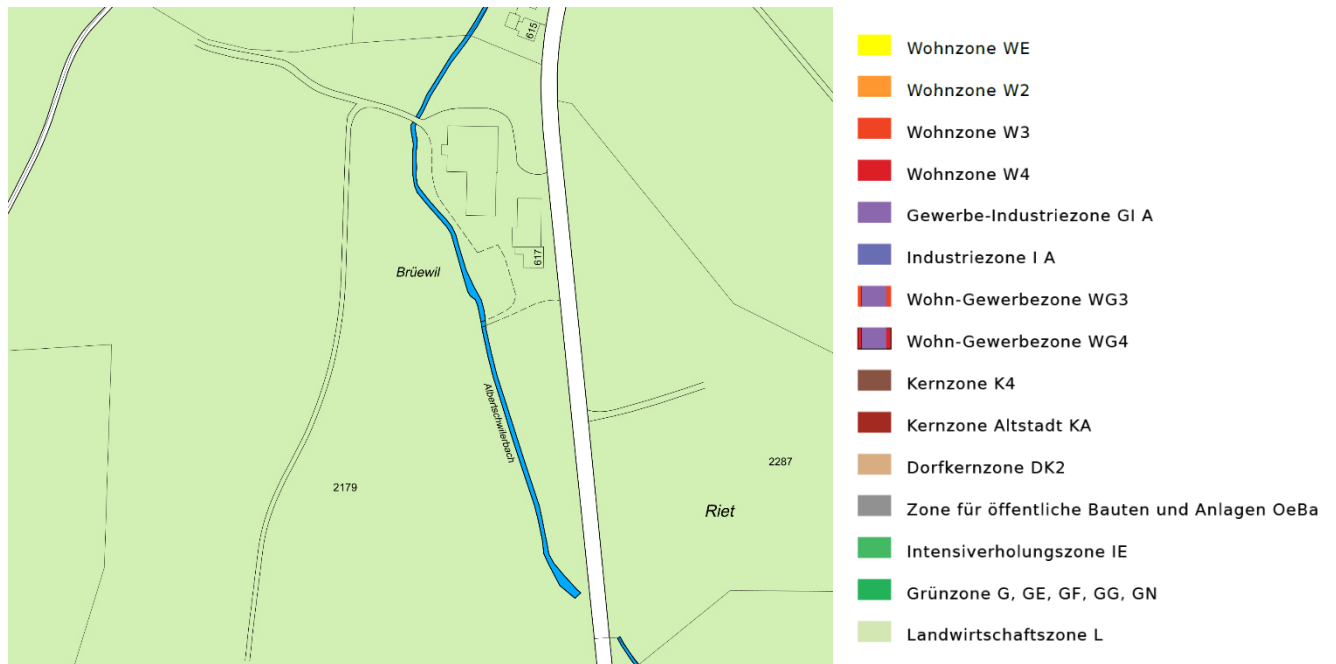 615
617
Brüewil
Albertschwilerbach
2179
2287
Riet
Wohnzone WE
Wohnzone W2
Wohnzone W3
Wohnzone W4
Gewerbe-Industriezone GI A
Industriezone I A
Wohn-Gewerbezone WG3
Wohn-Gewerbezone WG4
Kernzone K4
Kernzone Altstadt KA
Dorfkernzone DK2
Zone für öffentliche Bauten und Anlagen OeBa
Intensiverholungszone IE
Grünzone G, GE, GF, GG, GN
Landwirtschaftszone L